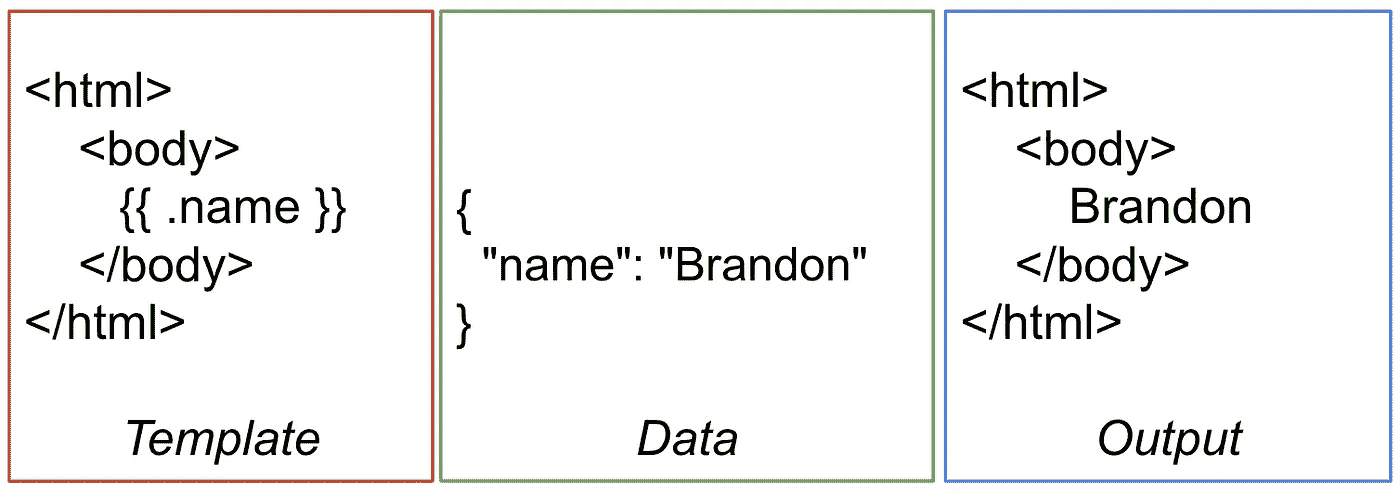 <html>
<body>
{{ .name }}
</body>
</html>
Template
{
"name": "Brandon"
}
Data
<html>
<body>
Brandon
</body>
</html>
Output